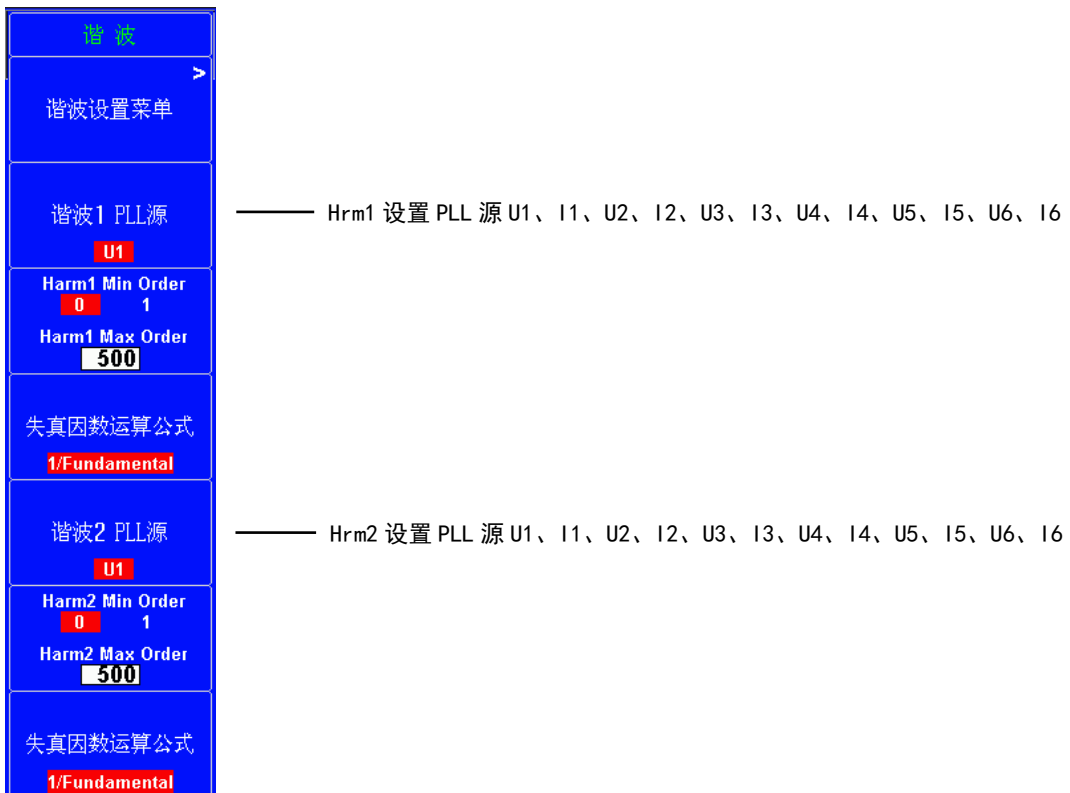 谐 波
>
谐波设置菜单
谐波1 PLL源
U1
Hrm1 设置 PLL 源 U1、I1、U2、I2、U3、I3、U4、I4、U5、I5、U6、I6
Harm1 Min Order
0 1
Harm1 Max Order
500
失真因数运算公式
1/Fundamental
谐波2 PLL源
U1
Hrm2 设置 PLL 源 U1、I1、U2、I2、U3、I3、U4、I4、U5、I5、U6、I6
Harm2 Min Order
0 1
Harm2 Max Order
500
失真因数运算公式
1/Fundamental